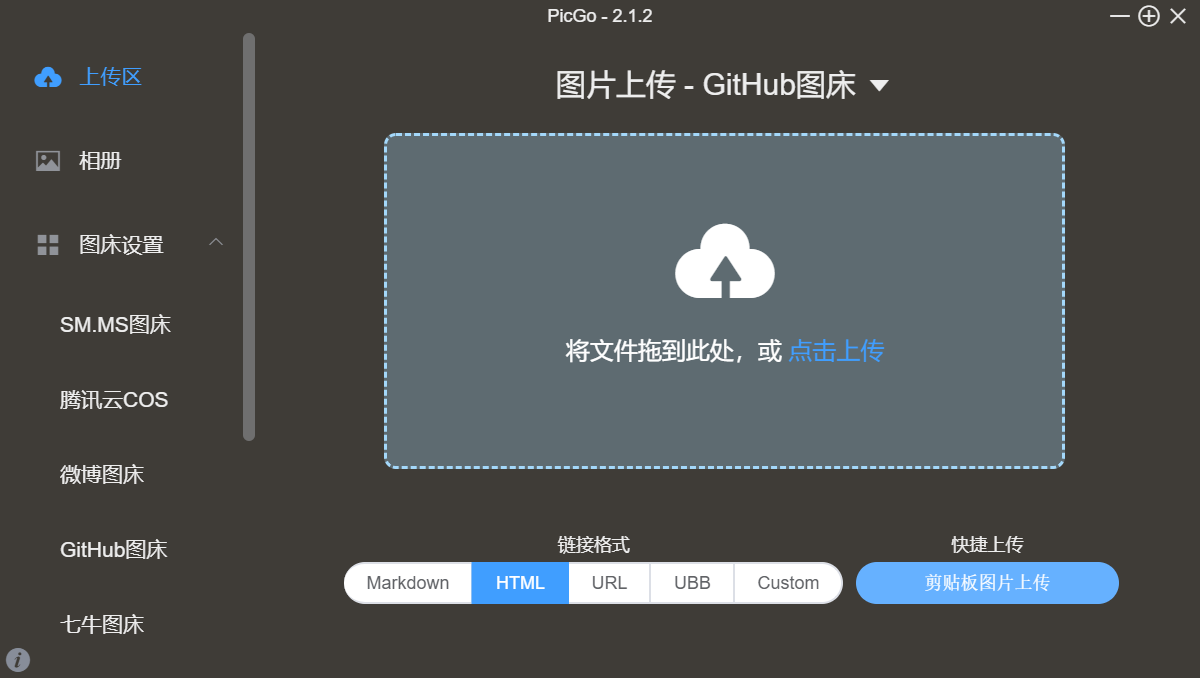 PicGo - 2.1.2
上传区
相册
图床设置
SM.MS图床
腾讯云COS
微博图床
GitHub图床
七牛图床
图片上传 - GitHub图床
将文件拖到此处，或 点击上传
链接格式
Markdown HTML URL UBB Custom
快捷上传
剪贴板图片上传